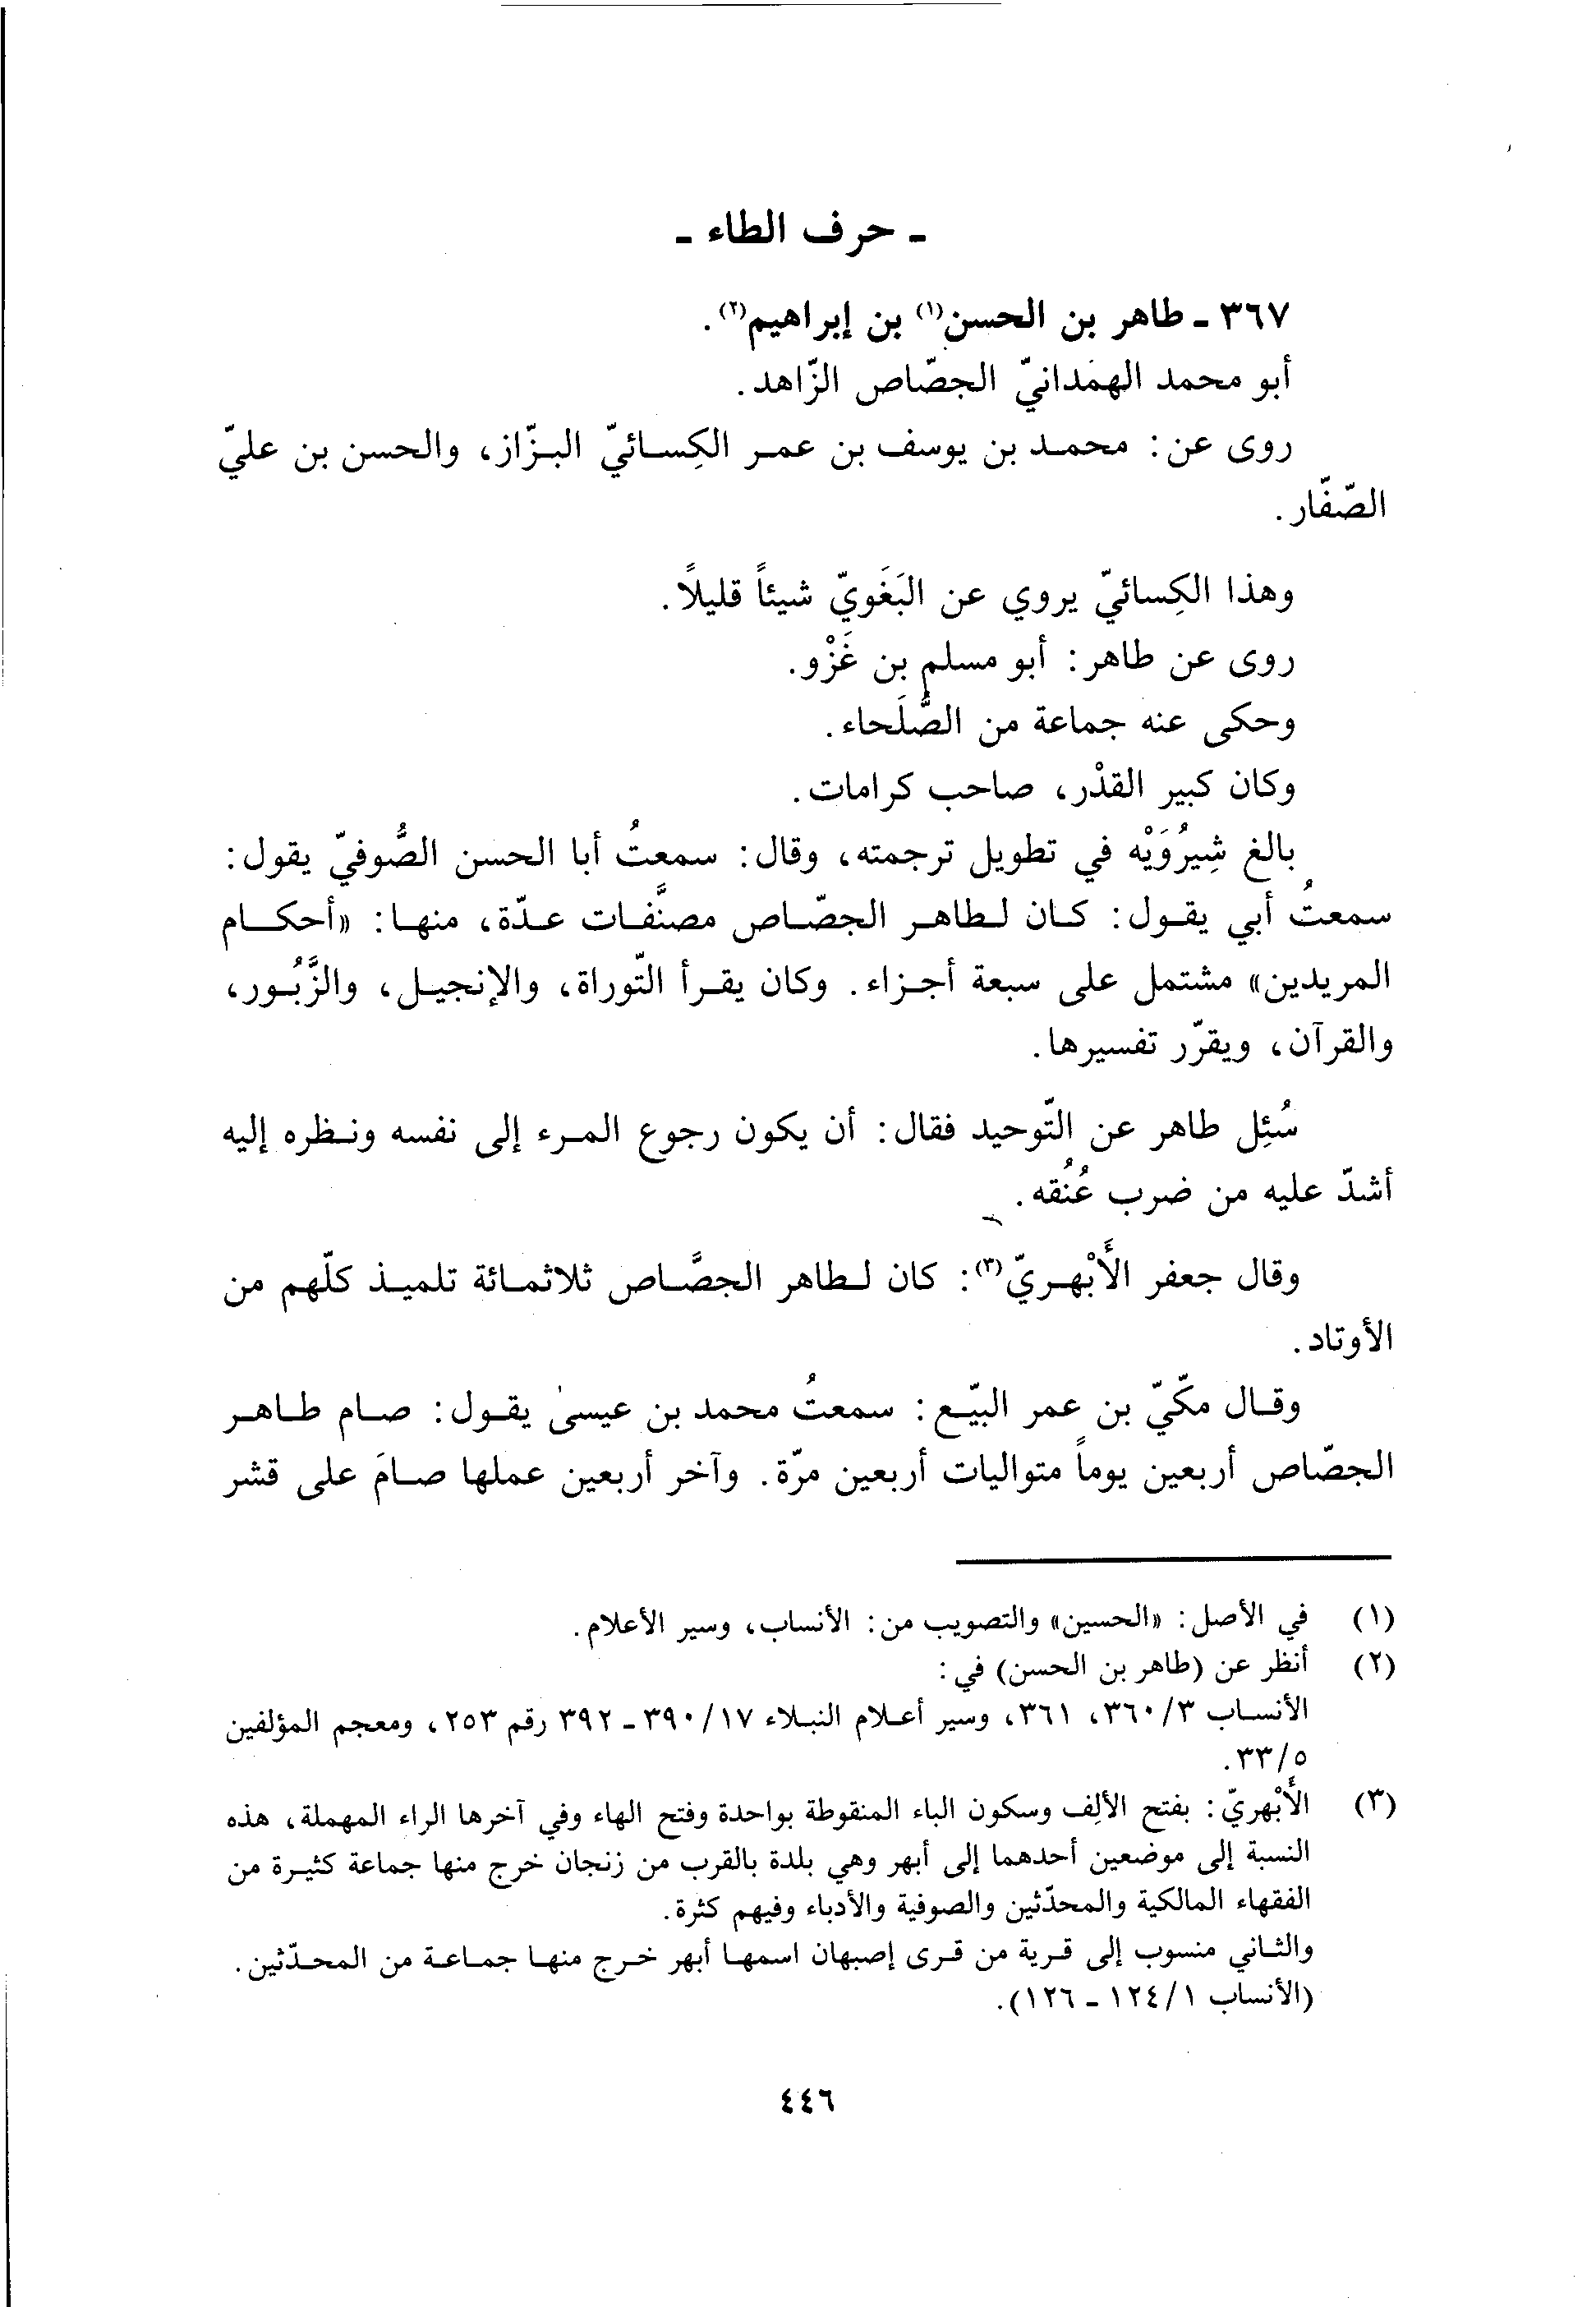 ـ حرف الطاء ـ
٣٦٧ ـ طاهر بن الحسن(١) بن إبراهيم(٢).
أبو محمد الهمَدانيّ الجصّاص الزّاهد.
روى عن: محمد بن يوسف بن عمر الكِسائيّ البزّاز، والحسن بن عليّ
الصّفّار.
وهذا الكِسائيّ يروي عن البَغَويّ شيئاً قليلاً.
روى عن طاهر: أبو مسلم بن غَزْو.
وحكى عنه جماعة من الصُّلَحاء.
وكان كبير القدْر، صاحب كرامات.
بالغ شِيرُوَيْه في تطويل ترجمته، وقال: سمعتُ أبا الحسن الصُّوفيّ يقول:
سمعتُ أبي يقول: كان لطاهر الجصّاص مصنَّفات عدّة، منها: «أحكام
المريدين» مشتمل على سبعة أجزاء. وكان يقرأ التّوراة، والإنجيل، والزَّبُور،
والقرآن، ويقرّر تفسيرها.
سُئِل طاهر عن التّوحيد فقال: أن يكون رجوع المرء إلى نفسه ونظره إليه
أشدّ عليه من ضرب عُنُقه.
وقال جعفر الأَبْهريّ(٣): كان لطاهر الجصَّاص ثلاثمائة تلميذ كلّهم من
الأوتاد.
وقال مكّيّ بن عمر البيّع: سمعتُ محمد بن عيسىٰ يقول: صام طاهر
الجصّاص أربعين يوماً متواليات أربعين مرّة. وآخر أربعين عملها صامَ على قشر
(١) في الأصل: «الحسين» والتصويب من: الأنساب، وسير الأعلام.
(٢) أنظر عن (طاهر بن الحسن) في:
الأنساب ٣/٣٦٠، ٣٦١، وسير أعلام النبلاء ١٧/٣٩٠ ـ ٣٩٢ رقم ٢٥٣، ومعجم المؤلفين
٥/٣٣.
(٣) الأَبْهريّ: بفتح الألِف وسكون الباء المنقوطة بواحدة وفتح الهاء وفي آخرها الراء المهملة، هذه
النسبة إلى موضعين أحدهما إلى أبهر وهي بلدة بالقرب من زنجان خرج منها جماعة كثيرة من
الفقهاء المالكية والمحدّثين والصوفية والأدباء وفيهم كثرة.
والثاني منسوب إلى قرية من قرى إصبهان اسمها أبهر خرج منها جماعة من المحدّثين.
(الأنساب ١/١٢٤ ـ ١٢٦).
٤٤٦